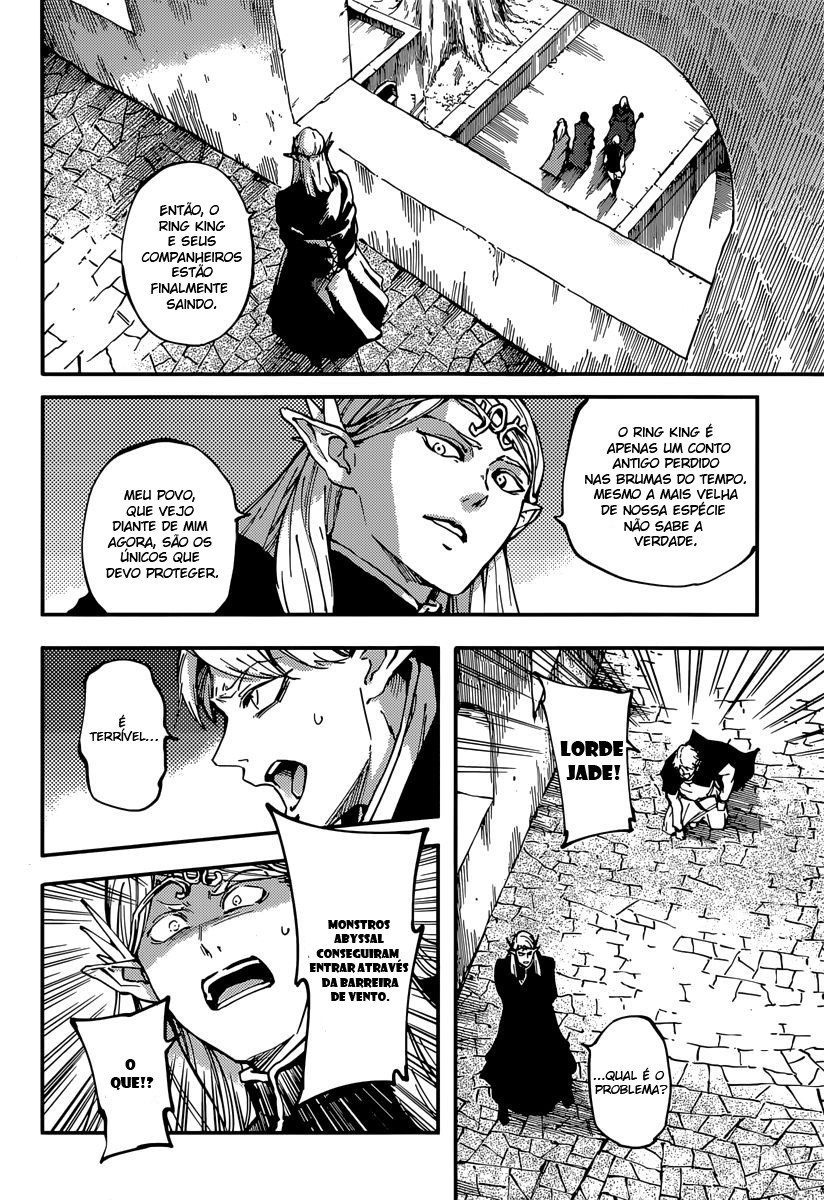 ENTÃO, O
RING KING
E SEUS
COMPANHEIROS
ESTÃO
FINALMENTE
SAINDO.
O RING KING É
APENAS UM CONTO
ANTIGO PERDIDO
NAS BRUMAS DO TEMPO.
MESMO A MAIS VELHA
DE NOSSA ESPÉCIE
NÃO SABE A
VERDADE.
MEU POVO,
QUE VEJO
DIANTE DE MIM
AGORA, SÃO OS
ÚNICOS QUE
DEVO PROTEGER.
LORDE
JADE!
...QUAL É O
PROBLEMA?
É
TERRÍVEL...
MONSTROS
ABYSSAL
CONSEGUIRAM
ENTRAR ATRAVÉS
DA BARREIRA
DE VENTO.
O
QUE!?